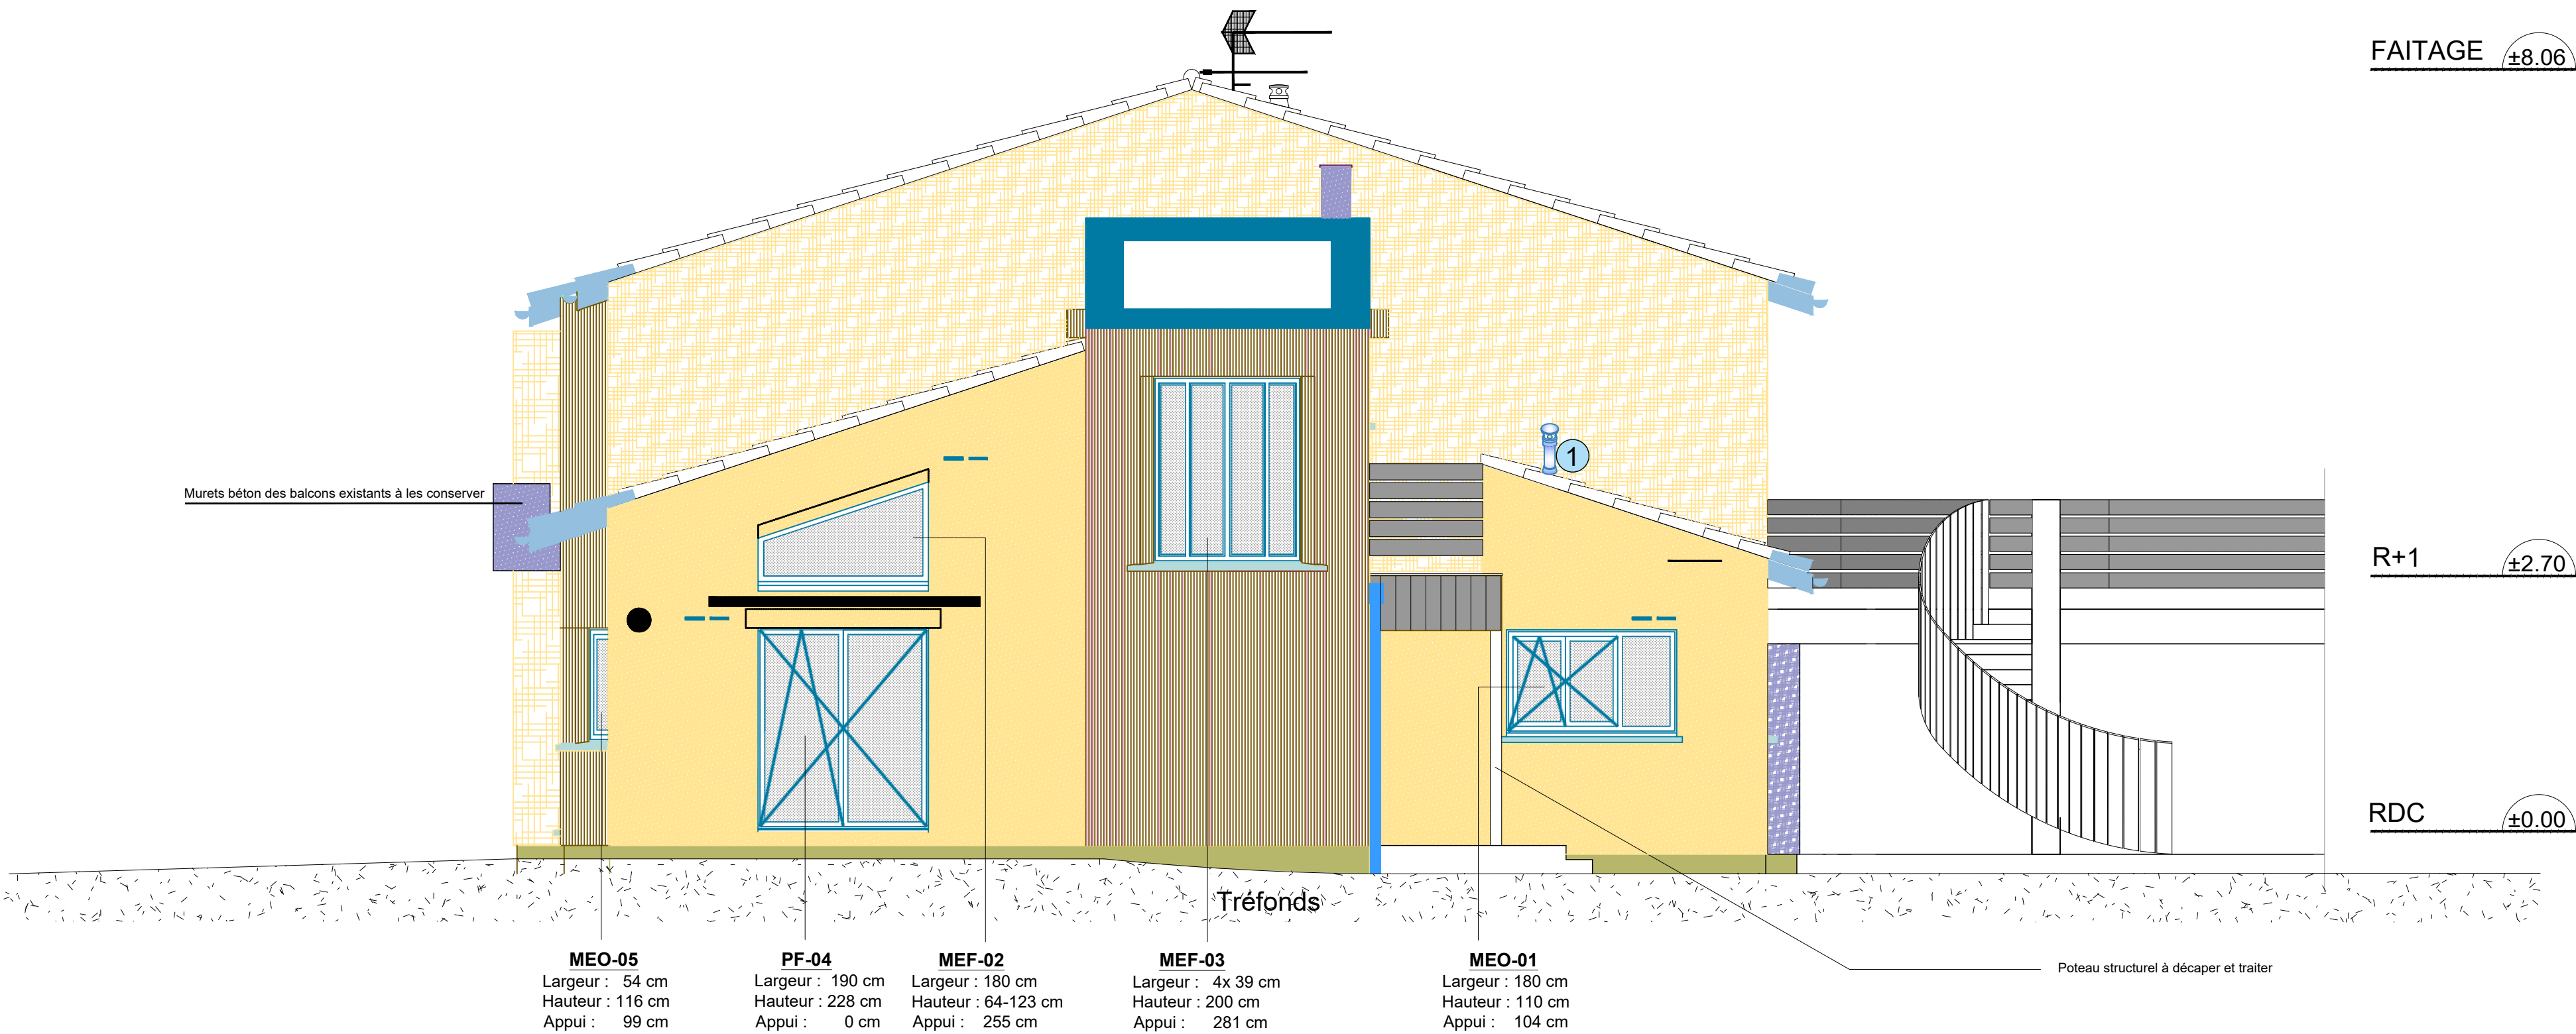 FAITAGE ±8.06
1
Murets béton des balcons existants à les conserver
R+1 ±2.70
RDC ±0.00
Tréfonds
MEO-05
Largeur : 54 cm
Hauteur : 116 cm
Appui : 99 cm
PF-04
Largeur : 190 cm
Hauteur : 228 cm
Appui : 0 cm
MEF-02
Largeur : 180 cm
Hauteur : 64-123 cm
Appui : 255 cm
MEF-03
Largeur : 4x 39 cm
Hauteur : 200 cm
Appui : 281 cm
MEO-01
Largeur : 180 cm
Hauteur : 110 cm
Appui : 104 cm
Poteau structurel à décaper et traiter